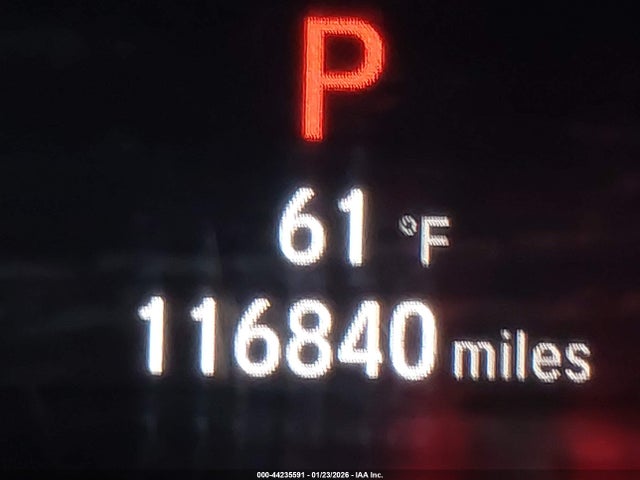 P
61 °F
116840 miles
000-44235591 - 01/23/2026 - IAA Inc.